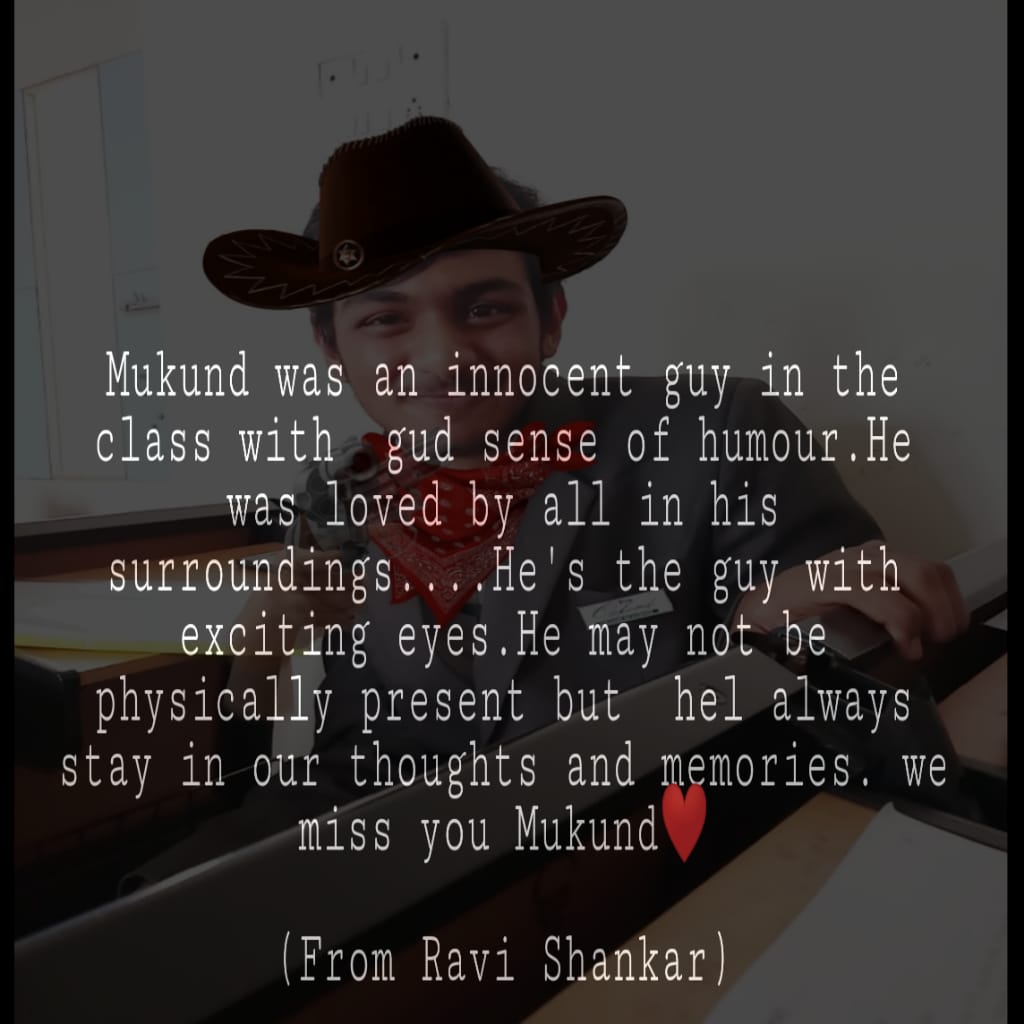 Mukund was an innocent guy in the
class with  gud sense of humour.He
was loved by all in his
surroundings....He's the guy with
exciting eyes.He may not be
physically present but  hel always
stay in our thoughts and memories. we
miss you Mukund❤️
(From Ravi Shankar)